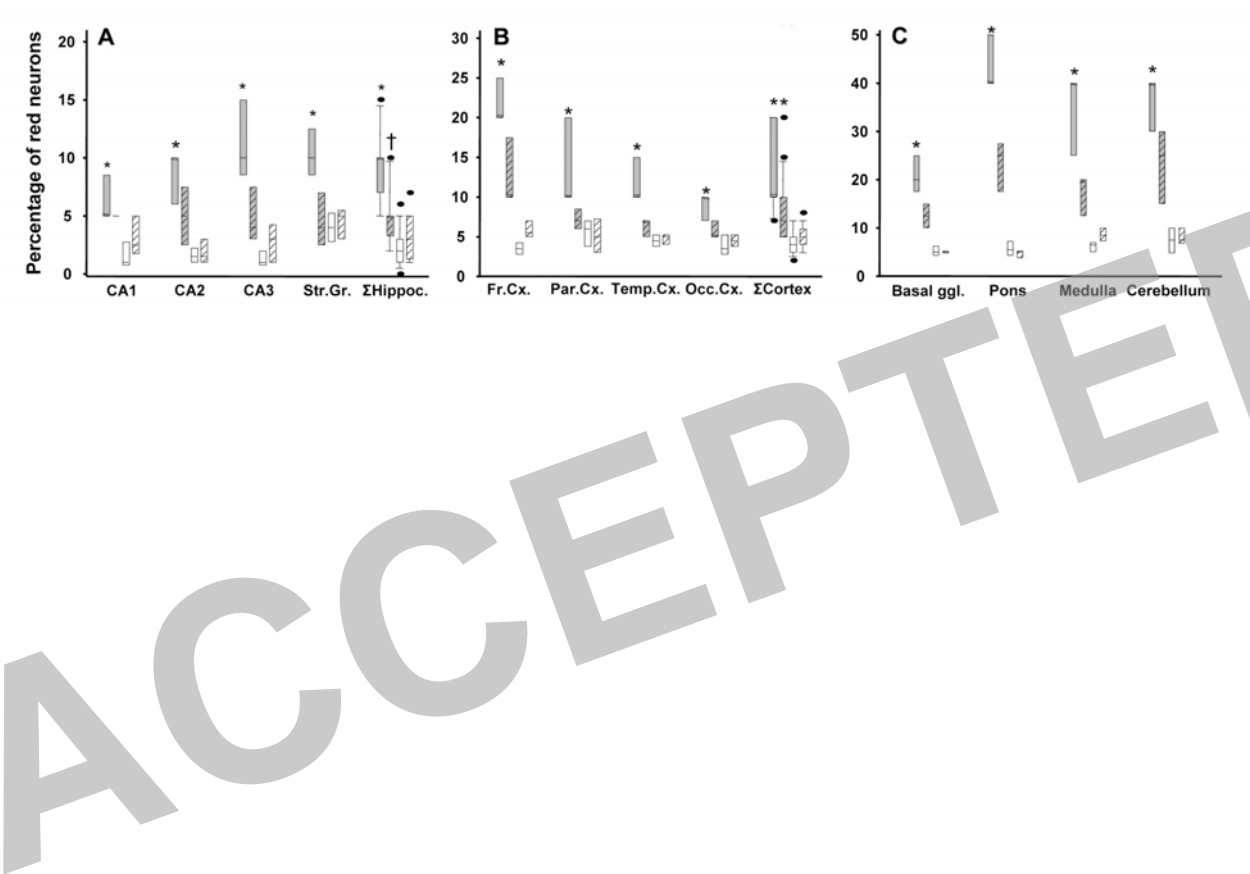 Percentage of red neurons
A
20
15
10
5
0
* * * * * †
CA1 CA2 CA3 Str.Gr. ΣHippoc.
B
30
25
20
15
10
5
0
* * * * **
Fr.Cx. Par.Cx. Temp.Cx. Occ.Cx. ΣCortex
C
50
40
30
20
10
0
* * * *
Basal ggl. Pons Medulla Cerebellum